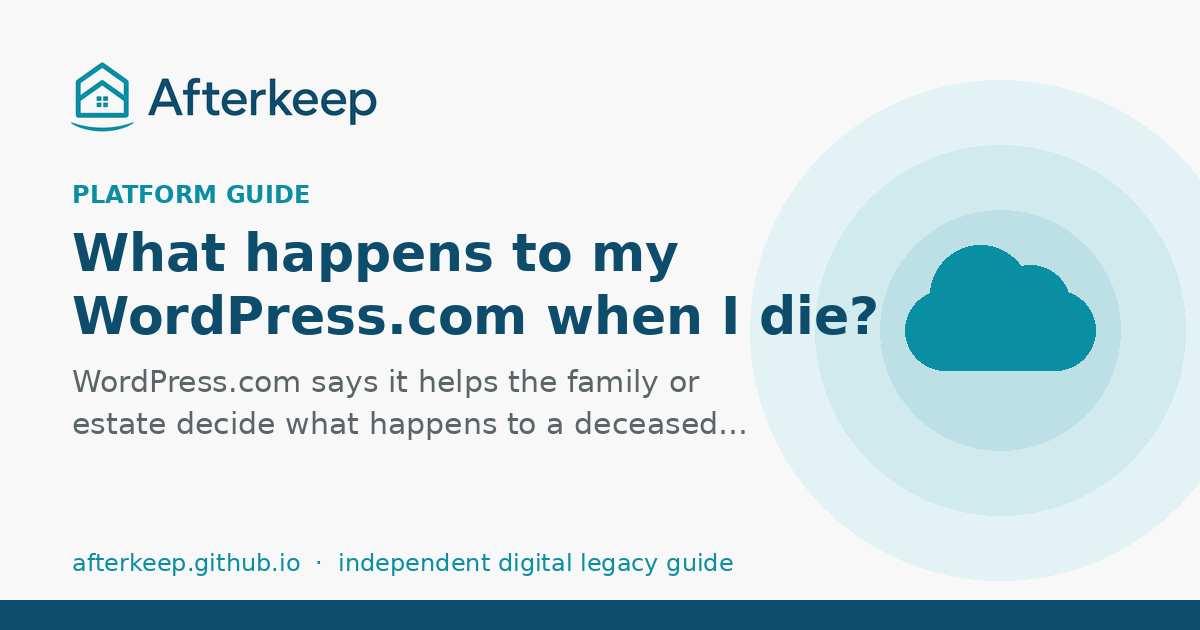 Afterkeep
PLATFORM GUIDE
What happens to my
WordPress.com when I die?
WordPress.com says it helps the family or
estate decide what happens to a deceased...
afterkeep.github.io · independent digital legacy guide